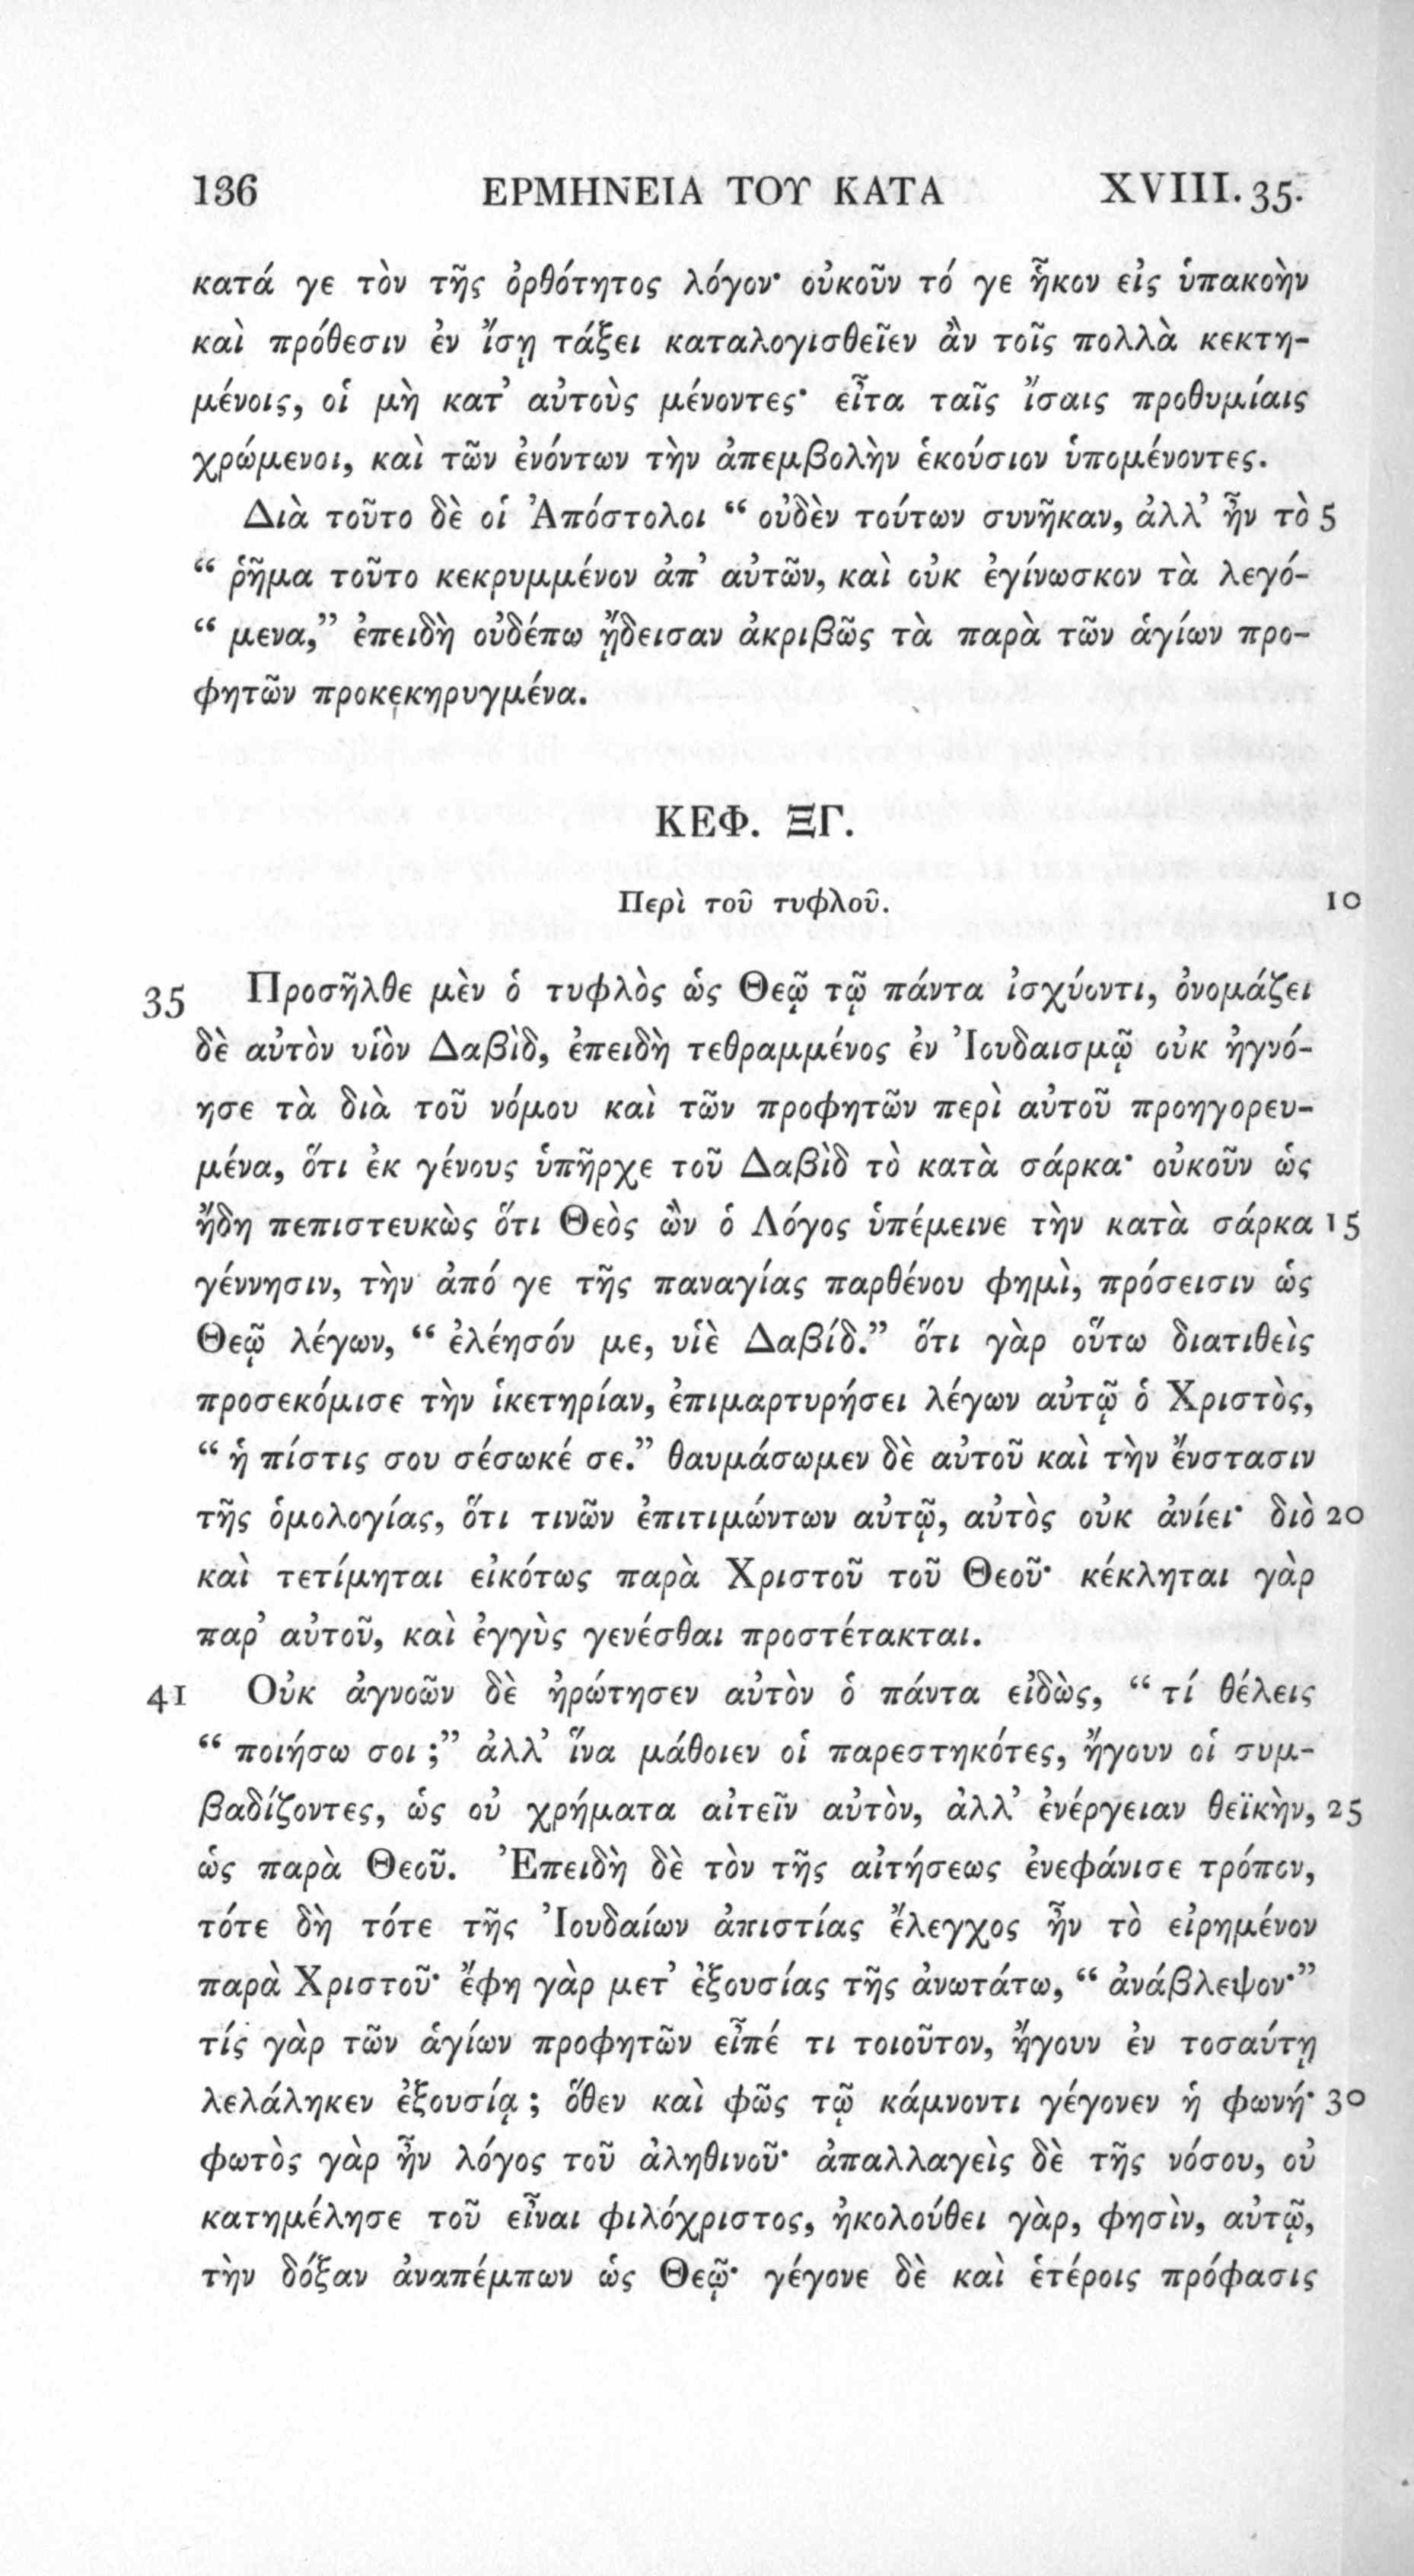 136 ΕΡΜΗΝΕΙΑ ΤΟΥ ΚΑΤΑ XVIII. 35.
κατά γε τὸν τῆς ὀρθότητος λόγον· οὐκοῦν τό γε ἧκον εἰς ὑπακοὴν
καὶ πρόθεσιν ἐν ἴσῃ τάξει καταλογισθεῖεν ἂν τοῖς πολλὰ κεκτη-
μένοις, οἱ μὴ κατ’ αὐτοὺς μένοντες· εἶτα ταῖς ἴσαις προθυμίαις
χρώμενοι, καὶ τῶν ἐνόντων τὴν ἀπεμβολὴν ἑκούσιον ὑπομένοντες.
Διὰ τοῦτο δὲ οἱ Ἀπόστολοι “ οὐδὲν τούτων συνῆκαν, ἀλλ’ ἦν τὸ 5
“ ῥῆμα τοῦτο κεκρυμμένον ἀπ’ αὐτῶν, καὶ οὐκ ἐγίνωσκον τὰ λεγό-
“ μενα,” ἐπειδὴ οὐδέπω ᾔδεισαν ἀκριβῶς τὰ παρὰ τῶν ἁγίων προ-
φητῶν προκεκηρυγμένα.
ΚΕΦ. ΞΓ.
Περὶ τοῦ τυφλοῦ. 10
35 Προσῆλθε μὲν ὁ τυφλὸς ὡς Θεῷ τῷ πάντα ἰσχύοντι, ὀνομάζει
δὲ αὐτὸν υἱὸν Δαβὶδ, ἐπειδὴ τεθραμμένος ἐν Ἰουδαισμῷ οὐκ ἠγνό-
ησε τὰ διὰ τοῦ νόμου καὶ τῶν προφητῶν περὶ αὐτοῦ προηγορευ-
μένα, ὅτι ἐκ γένους ὑπῆρχε τοῦ Δαβὶδ τὸ κατὰ σάρκα· οὐκοῦν ὡς
ἤδη πεπιστευκὼς ὅτι Θεὸς ὢν ὁ Λόγος ὑπέμεινε τὴν κατὰ σάρκα 15
γέννησιν, τὴν ἀπό γε τῆς παναγίας παρθένου φημὶ, πρόσεισιν ὡς
Θεῷ λέγων, “ ἐλέησόν με, υἱὲ Δαβίδ.” ὅτι γὰρ οὕτω διατιθεὶς
προσεκόμισε τὴν ἱκετηρίαν, ἐπιμαρτυρήσει λέγων αὐτῷ ὁ Χριστὸς,
“ ἡ πίστις σου σέσωκέ σε.” θαυμάσωμεν δὲ αὐτοῦ καὶ τὴν ἔνστασιν
τῆς ὁμολογίας, ὅτι τινῶν ἐπιτιμώντων αὐτῷ, αὐτὸς οὐκ ἀνίει· διὸ 20
καὶ τετίμηται εἰκότως παρὰ Χριστοῦ τοῦ Θεοῦ· κέκληται γὰρ
παρ’ αὐτοῦ, καὶ ἐγγὺς γενέσθαι προστέτακται.
41 Οὐκ ἀγνοῶν δὲ ἠρώτησεν αὐτὸν ὁ πάντα εἰδὼς, “ τί θέλεις
“ ποιήσω σοι ;” ἀλλ’ ἵνα μάθοιεν οἱ παρεστηκότες, ἤγουν οἱ συμ-
βαδίζοντες, ὡς οὐ χρήματα αἰτεῖν αὐτὸν, ἀλλ’ ἐνέργειαν θεϊκὴν, 25
ὡς παρὰ Θεοῦ. Ἐπειδὴ δὲ τὸν τῆς αἰτήσεως ἐνεφάνισε τρόπον,
τότε δὴ τότε τῆς Ἰουδαίων ἀπιστίας ἔλεγχος ἦν τὸ εἰρημένον
παρὰ Χριστοῦ· ἔφη γὰρ μετ’ ἐξουσίας τῆς ἀνωτάτω, “ ἀνάβλεψον·”
τίς γὰρ τῶν ἁγίων προφητῶν εἶπέ τι τοιοῦτον, ἤγουν ἐν τοσαύτῃ
λελάληκεν ἐξουσίᾳ ; ὅθεν καὶ φῶς τῷ κάμνοντι γέγονεν ἡ φωνή· 30
φωτὸς γὰρ ἦν λόγος τοῦ ἀληθινοῦ· ἀπαλλαγεὶς δὲ τῆς νόσου, οὐ
κατημέλησε τοῦ εἶναι φιλόχριστος, ἠκολούθει γὰρ, φησὶν, αὐτῷ,
τὴν δόξαν ἀναπέμπων ὡς Θεῷ· γέγονε δὲ καὶ ἑτέροις πρόφασις